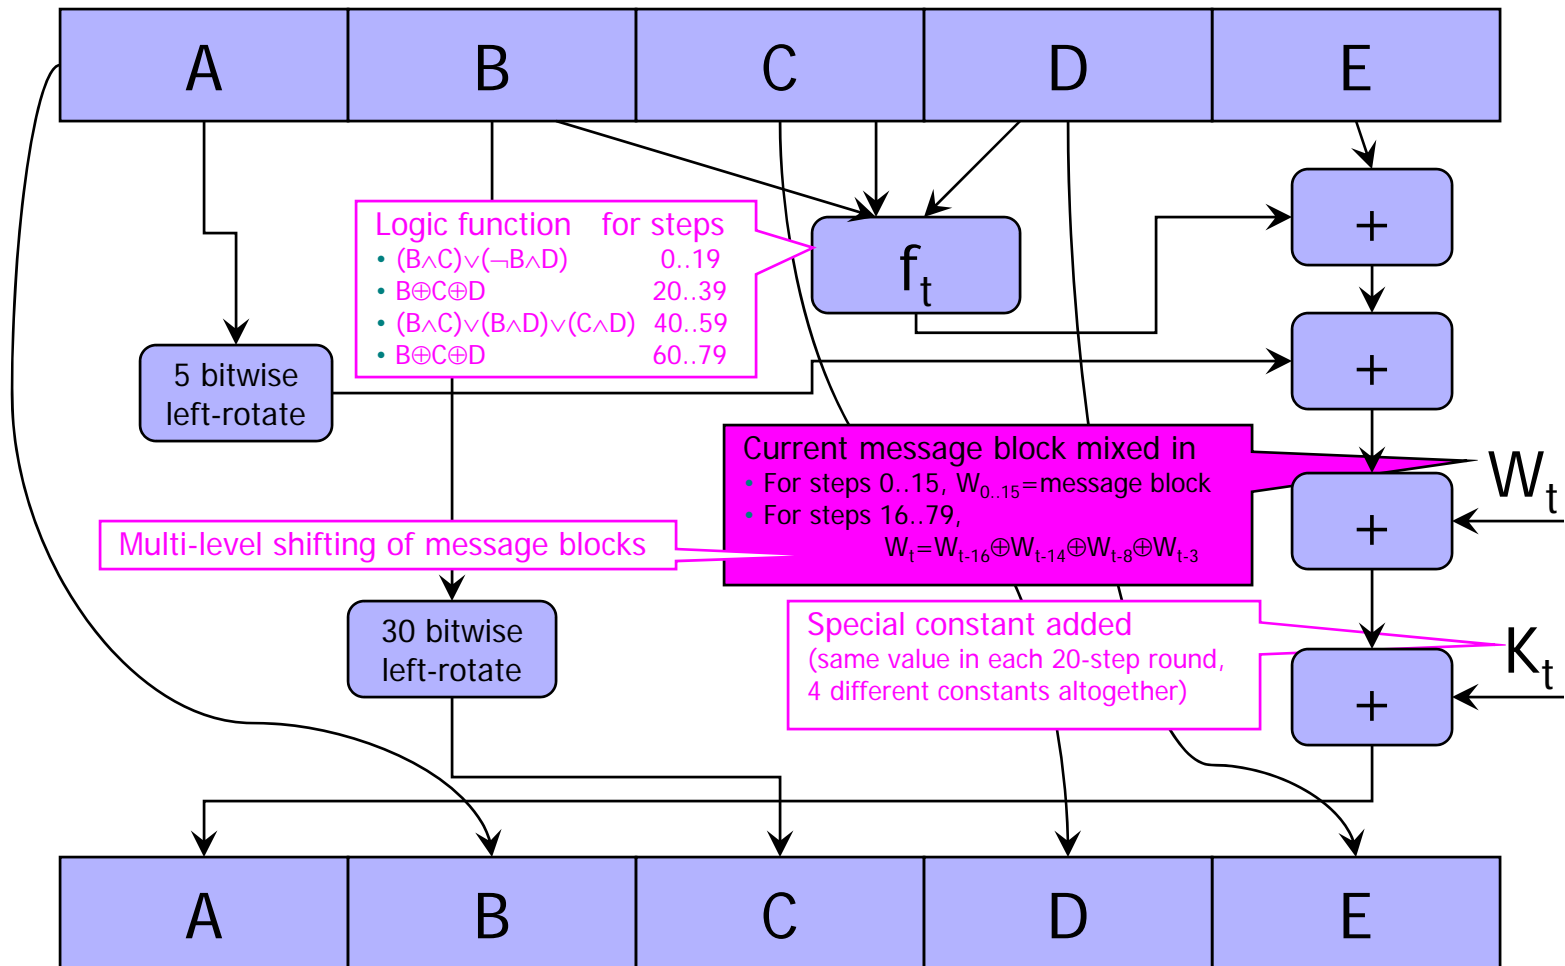 A B C D E
Logic function for steps
• (B∧C)∨(¬B∧D) 0..19
• B⊕C⊕D 20..39
• (B∧C)∨(B∧D)∨(C∧D) 40..59
• B⊕C⊕D 60..79
fₜ
+
5 bitwise
left-rotate
+
Current message block mixed in
• For steps 0..15, W₀..₁₅=message block
• For steps 16..79,
Wₜ=Wₜ₋₁₆⊕Wₜ₋₁₄⊕Wₜ₋₈⊕Wₜ₋₃
Wₜ
+
Multi-level shifting of message blocks
30 bitwise
left-rotate
Special constant added
(same value in each 20-step round,
4 different constants altogether)
Kₜ
+
A B C D E